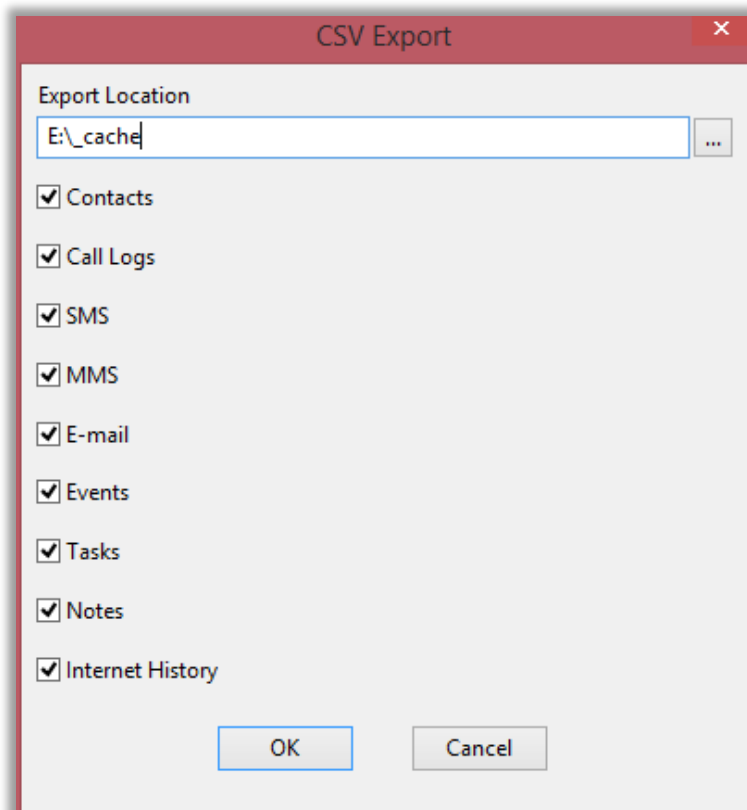 CSV Export
Export Location
E:\_cache
...
Contacts
Call Logs
SMS
MMS
E-mail
Events
Tasks
Notes
Internet History
OK Cancel